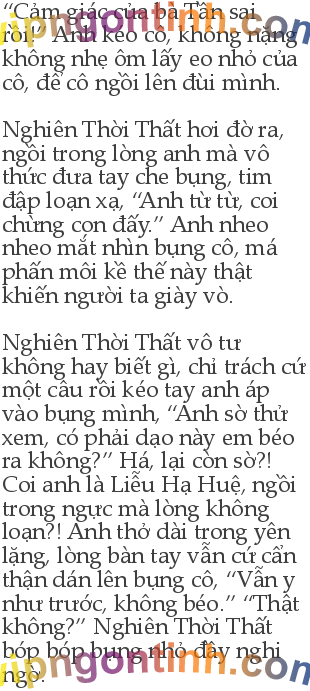 “Cảm giác của bà Tần sai
rồi.” Anh kéo cô, không nặng
không nhẹ ôm lấy eo nhỏ của
cô, để cô ngồi lên đùi mình.
Nghiên Thời Thất hơi đờ ra,
ngồi trong lòng anh mà vô
thức đưa tay che bụng, tim
đập loạn xạ, “Anh từ từ, coi
chừng con đấy.” Anh nheo
nheo mắt nhìn bụng cô, má
phấn môi kề thế này thật
khiến người ta giày vò.
Nghiên Thời Thất vô tư
không hay biết gì, chỉ trách cứ
một câu rồi kéo tay anh áp
vào bụng mình, “Anh sờ thử
xem, có phải dạo này em béo
ra không?” Há, lại còn sờ?!
Coi anh là Liễu Hạ Huệ, ngồi
trong ngực mà lòng không
loạn?! Anh thở dài trong yên
lặng, lòng bàn tay vẫn cứ cẩn
thận dán lên bụng cô, “Vẫn y
như trước, không béo.” “Thật
không?” Nghiên Thời Thất
bóp bóp bụng nhỏ đầy nghi
ngờ.
vipngontinh.com
vipngontinh.com